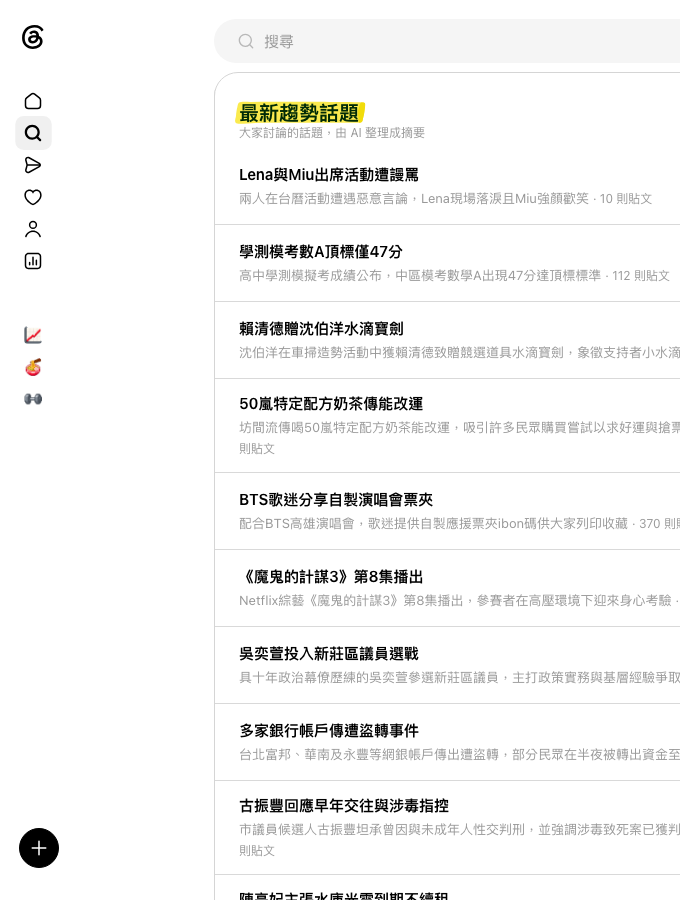 搜尋
最新趨勢話題
大家討論的話題，由 AI 整理成摘要
Lena與Miu出席活動遭謾罵
兩人在台曆活動遭遇惡意言論，Lena現場落淚且Miu強顏歡笑 · 10 則貼文
學測模考數A頂標僅47分
高中學測模擬考成績公布，中區模考數學A出現47分達頂標標準 · 112 則貼文
賴清德贈沈伯洋水滴寶劍
沈伯洋在車掃造勢活動中獲賴清德致贈競選道具水滴寶劍，象徵支持者小水滴
50嵐特定配方奶茶傳能改運
坊間流傳喝50嵐特定配方奶茶能改運，吸引許多民眾購買嘗試以求好運與搶票
則貼文
BTS歌迷分享自製演唱會票夾
配合BTS高雄演唱會，歌迷提供自製應援票夾ibon碼供大家列印收藏 · 370 則
《魔鬼的計謀3》第8集播出
Netflix綜藝《魔鬼的計謀3》第8集播出，參賽者在高壓環境下迎來身心考驗 ·
吳奕萱投入新莊區議員選戰
具十年政治幕僚歷練的吳奕萱參選新莊區議員，主打政策實務與基層經驗爭取
多家銀行帳戶傳遭盜轉事件
台北富邦、華南及永豐等網銀帳戶傳出遭盜轉，部分民眾在半夜被轉出資金至
古振豐回應早年交往與涉毒指控
市議員候選人古振豐坦承曾因與未成年人性交判刑，並強調涉毒致死案已獲判
則貼文